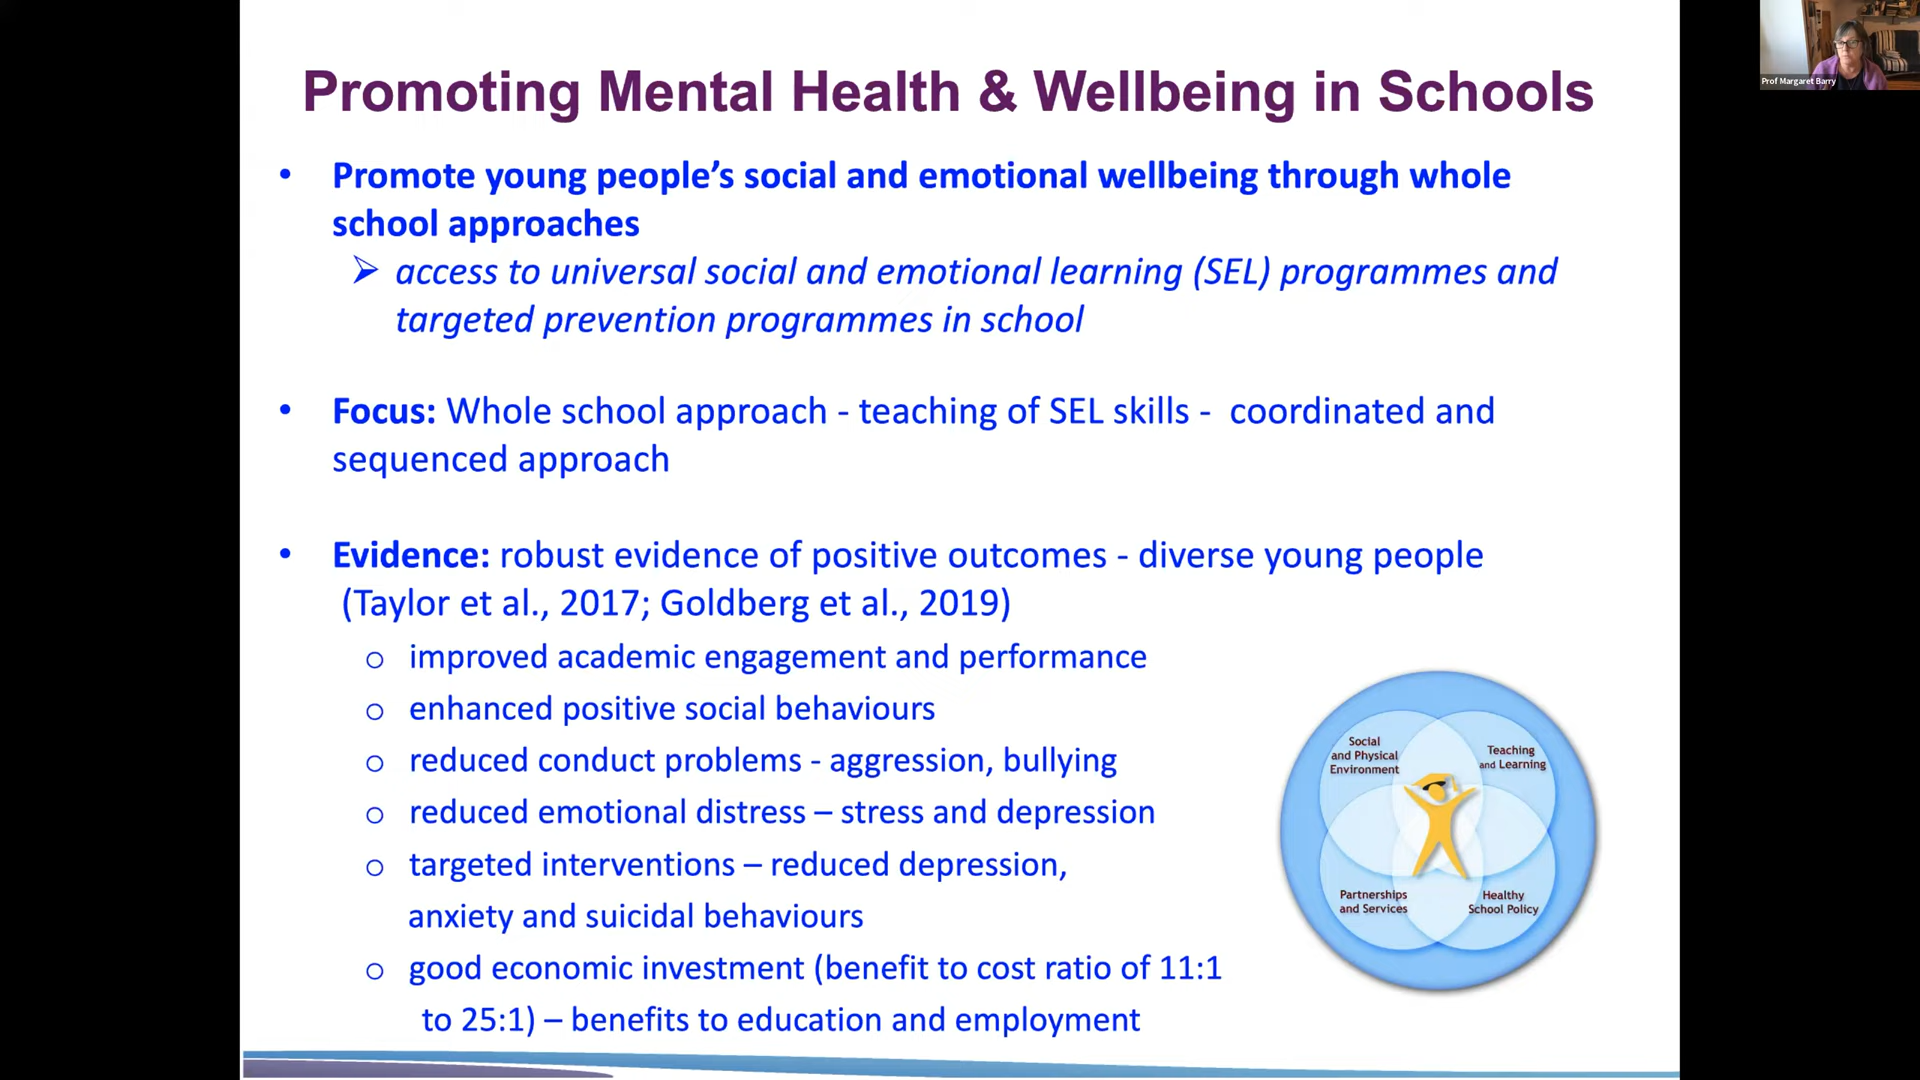 Promoting Mental Health & Wellbeing in Schools
Prof Margaret Barry
• Promote young people’s social and emotional wellbeing through whole
school approaches
➢ access to universal social and emotional learning (SEL) programmes and
targeted prevention programmes in school
• Focus: Whole school approach - teaching of SEL skills - coordinated and
sequenced approach
• Evidence: robust evidence of positive outcomes - diverse young people
(Taylor et al., 2017; Goldberg et al., 2019)
o improved academic engagement and performance
o enhanced positive social behaviours
o reduced conduct problems - aggression, bullying
o reduced emotional distress – stress and depression
o targeted interventions – reduced depression,
anxiety and suicidal behaviours
o good economic investment (benefit to cost ratio of 11:1
to 25:1) – benefits to education and employment
Social
and Physical
Environment
Teaching
and Learning
Partnerships
and Services
Healthy
School Policy